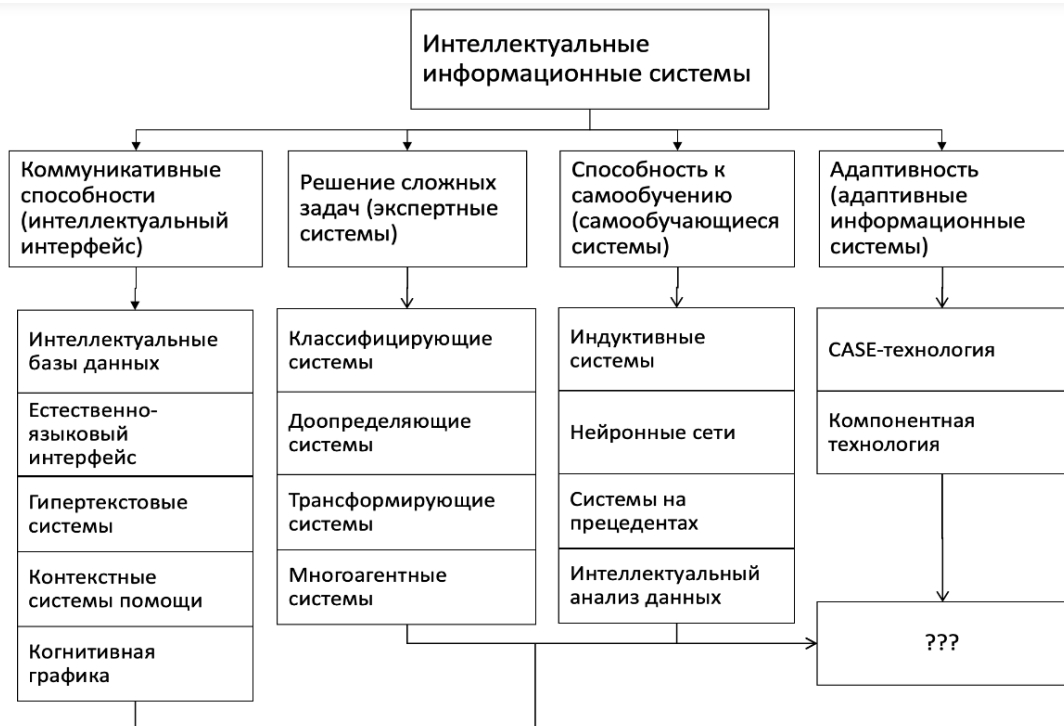 Интеллектуальные
информационные системы
Коммуникативные
способности
(интеллектуальный
интерфейс)
Решение сложных
задач (экспертные
системы)
Способность к
самообучению
(самообучающиеся
системы)
Адаптивность
(адаптивные
информационные
системы)
Интеллектуальные
базы данных
Естественно-
языковый
интерфейс
Гипертекстовые
системы
Контекстные
системы помощи
Когнитивная
графика
Классифицирующие
системы
Доопределяющие
системы
Трансформирующие
системы
Многоагентные
системы
Индуктивные
системы
Нейронные сети
Системы на
прецедентах
Интеллектуальный
анализ данных
CASE-технология
Компонентная
технология
???